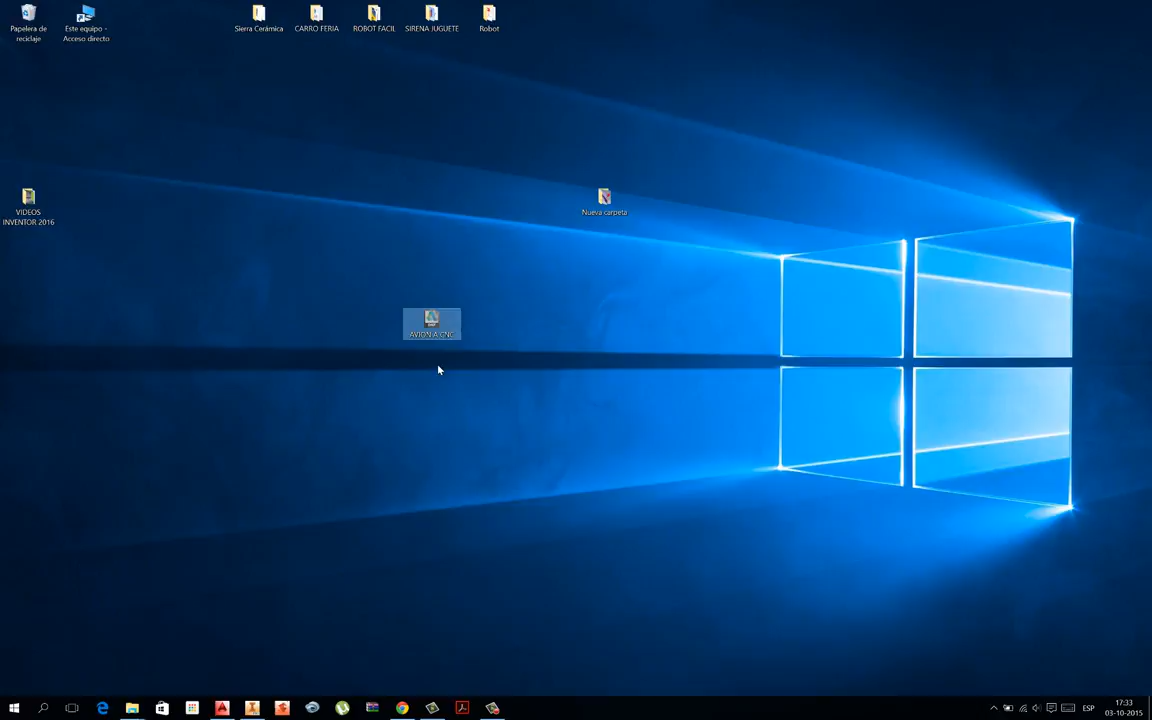 Papelera de
reciclaje
Este equipo -
Acceso directo
Sierra Cerámica
CARRO FERIA
ROBOT FACIL
SIRENA JUGUETE
Robot
VIDEOS
INVENTOR 2016
Nueva carpeta
AVION A CNC
ESP
17:33
03-10-2015